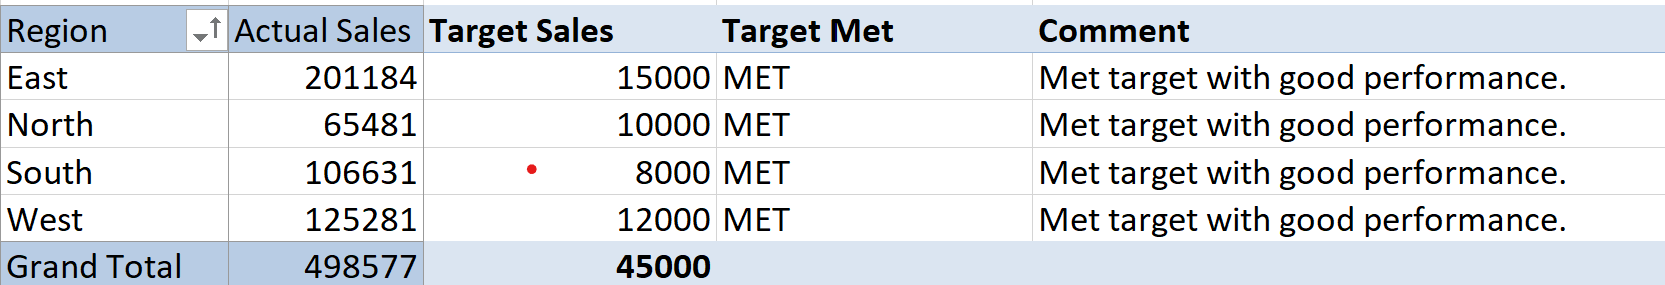 Region Actual Sales Target Sales Target Met Comment
East 201184 15000 MET Met target with good performance.
North 65481 10000 MET Met target with good performance.
South 106631 8000 MET Met target with good performance.
West 125281 12000 MET Met target with good performance.
Grand Total 498577 45000